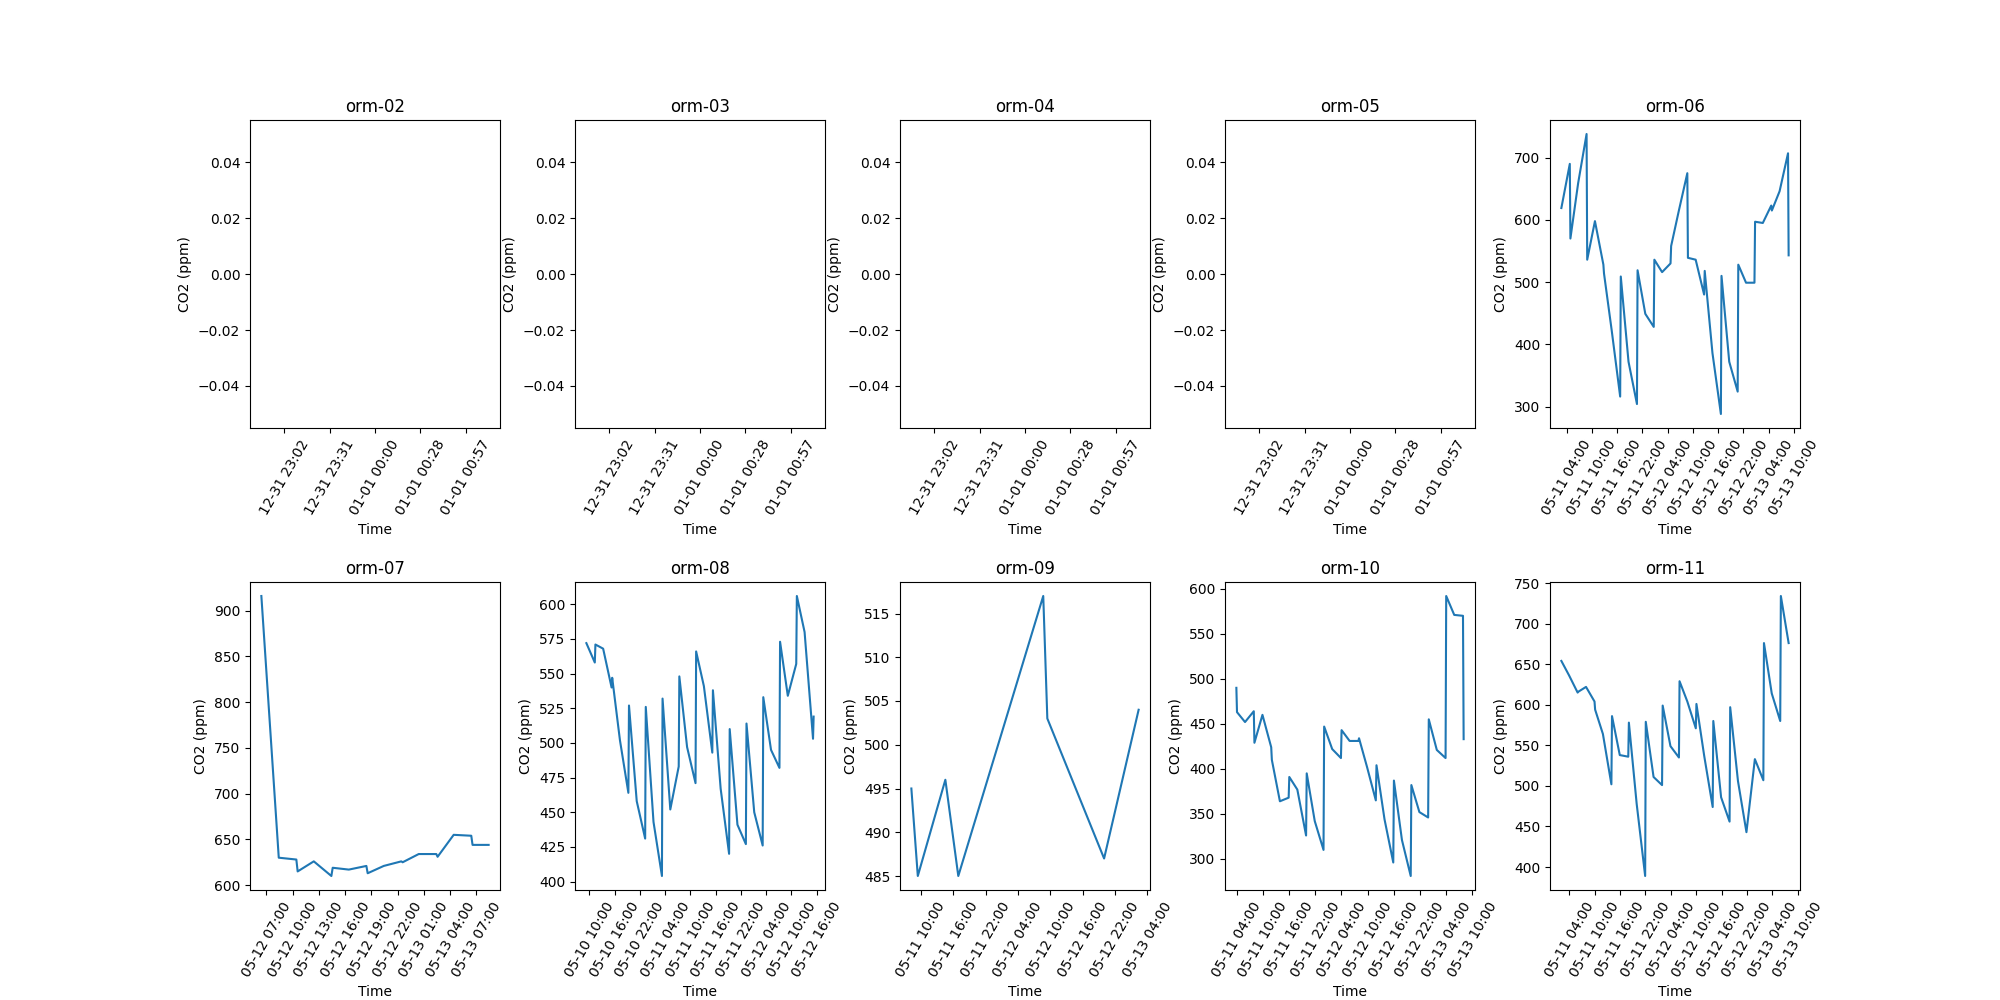 orm-02 orm-03 orm-04 orm-05 orm-06
0.04 0.04 0.04 0.04 700
0.02 0.02 0.02 0.02 600
0.00 0.00 0.00 0.00 500
−0.02 −0.02 −0.02 −0.02 400
−0.04 −0.04 −0.04 −0.04 300
CO2 (ppm) CO2 (ppm) CO2 (ppm) CO2 (ppm) CO2 (ppm)
12-31 23:02 12-31 23:31 01-01 00:00 01-01 00:28 01-01 00:57
12-31 23:02 12-31 23:31 01-01 00:00 01-01 00:28 01-01 00:57
12-31 23:02 12-31 23:31 01-01 00:00 01-01 00:28 01-01 00:57
12-31 23:02 12-31 23:31 01-01 00:00 01-01 00:28 01-01 00:57
05-11 04:00 05-11 10:00 05-11 16:00 05-11 22:00 05-12 04:00 05-12 10:00 05-12 16:00 05-12 22:00 05-13 04:00 05-13 10:00
Time Time Time Time Time
orm-07 orm-08 orm-09 orm-10 orm-11
900 850 800 750 700 650 600
CO2 (ppm)
05-12 07:00 05-12 10:00 05-12 13:00 05-12 16:00 05-12 19:00 05-12 22:00 05-13 01:00 05-13 04:00 05-13 07:00
600 575 550 525 500 475 450 425 400
CO2 (ppm)
05-10 10:00 05-10 16:00 05-10 22:00 05-11 04:00 05-11 10:00 05-11 16:00 05-11 22:00 05-12 04:00 05-12 10:00 05-12 16:00
515 510 505 500 495 490 485
CO2 (ppm)
05-11 10:00 05-11 16:00 05-11 22:00 05-12 04:00 05-12 10:00 05-12 16:00 05-12 22:00 05-13 04:00
600 550 500 450 400 350 300
CO2 (ppm)
05-11 04:00 05-11 10:00 05-11 16:00 05-11 22:00 05-12 04:00 05-12 10:00 05-12 16:00 05-12 22:00 05-13 04:00 05-13 10:00
750 700 650 600 550 500 450 400
CO2 (ppm)
05-11 04:00 05-11 10:00 05-11 16:00 05-11 22:00 05-12 04:00 05-12 10:00 05-12 16:00 05-12 22:00 05-13 04:00 05-13 10:00
Time Time Time Time Time